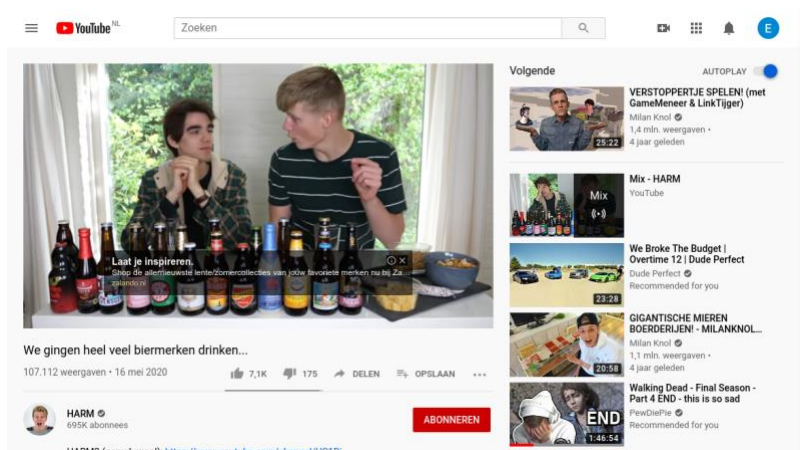 YouTube NL
Zoeken
E
Laat je inspireren.
Shop de allernieuwste lente/zomercollecties van jouw favoriete merken nu bij Za
zalando.nl
We gingen heel veel biermerken drinken...
107.112 weergaven • 16 mei 2020
7,1K
175
DELEN
OPSLAAN
HARM
695K abonnees
ABONNEREN
Volgende
AUTOPLAY
25:22
VERSTOPPERTJE SPELEN! (met
GameMeneer & LinkTijger)
Milan Knol
1,4 mln. weergaven •
4 jaar geleden
Mix
Mix - HARM
YouTube
23:28
We Broke The Budget |
Overtime 12 | Dude Perfect
Dude Perfect
Recommended for you
20:58
GIGANTISCHE MIEREN
BOERDERIJEN! - MILANKNOL...
Milan Knol
1,1 mln. weergaven •
4 jaar geleden
END
1:46:54
Walking Dead - Final Season -
Part 4 END - this is so sad
PewDiePie
Recommended for you